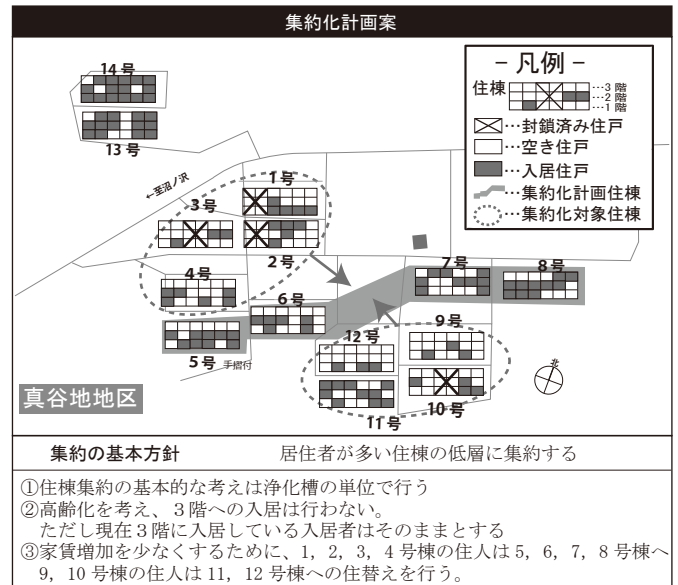 集約化計画案
－凡例－
住棟
…3 階
…2 階
…1 階
…封鎖済み住戸
…空き住戸
…入居住戸
…集約化計画住棟
…集約化対象住棟
14号
13号
←至沼ノ沢
1号
3号
2号
4号
7号
8号
6号
5号 手摺付
12号
9号
11号
10号
北
真谷地地区
集約の基本方針 居住者が多い住棟の低層に集約する
①住棟集約の基本的な考えは浄化槽の単位で行う
②高齢化を考え、３階への入居は行わない。
ただし現在３階に入居している入居者はそのままとする
③家賃増加を少なくするために、1，2，3，4 号棟の住人は 5，6，7，8 号棟へ
9，10 号棟の住人は 11，12 号棟への住替えを行う。